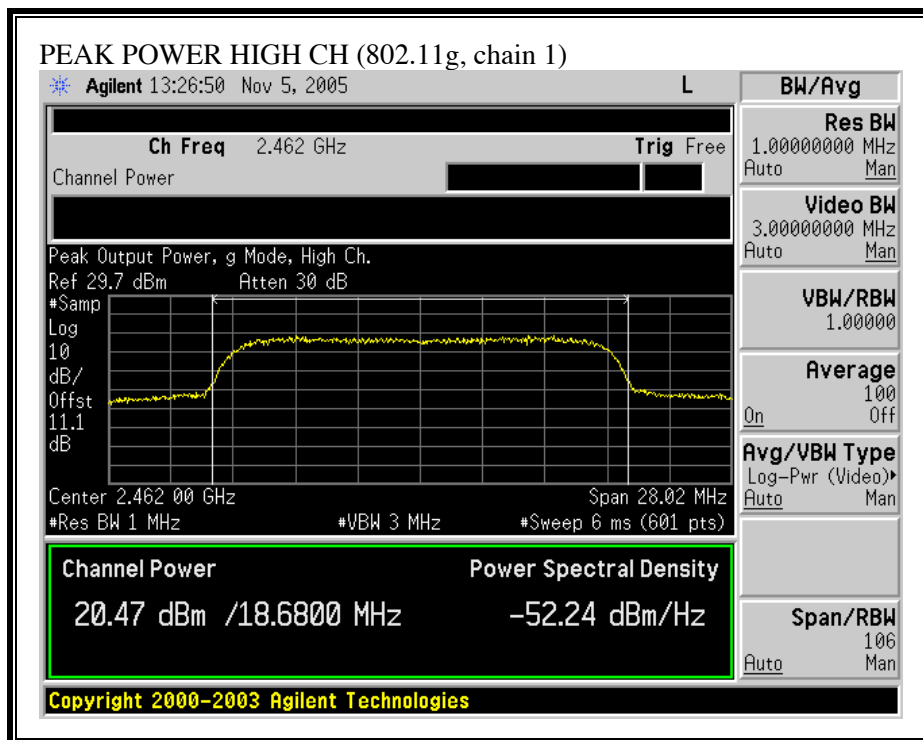 PEAK POWER HIGH CH (802.11g, chain 1)
Agilent 13:26:50 Nov 5, 2005 L
BW/Avg
Ch Freq 2.462 GHz Trig Free
Channel Power
Peak Output Power, g Mode, High Ch.
Ref 29.7 dBm Atten 30 dB
#Samp
Log
10
dB/
Offst
11.1
dB
Center 2.462 00 GHz Span 28.02 MHz
#Res BW 1 MHz #VBW 3 MHz #Sweep 6 ms (601 pts)
Channel Power Power Spectral Density
20.47 dBm /18.6800 MHz -52.24 dBm/Hz
Res BW
1.00000000 MHz
Auto Man
Video BW
3.00000000 MHz
Auto Man
VBW/RBW
1.00000
Average
100
On Off
Avg/VBW Type
Log-Pwr (Video)▸
Auto Man
Span/RBW
106
Auto Man
Copyright 2000-2003 Agilent Technologies